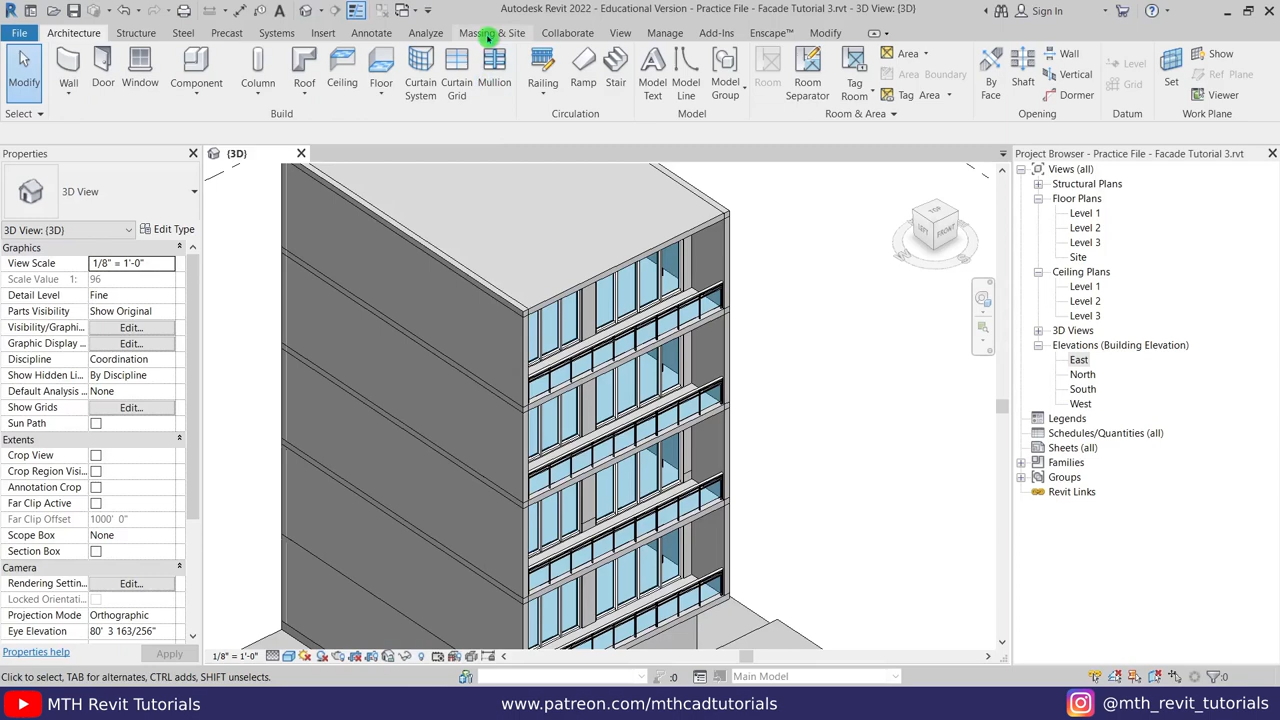 Autodesk Revit 2022 - Educational Version - Practice File - Facade Tutorial 3.rvt - 3D View: {3D}
Sign In
File Architecture Structure Steel Precast Systems Insert Annotate Analyze Massing & Site Collaborate View Manage Add-Ins Enscape™ Modify
Modify Wall Door Window Component Column Roof Ceiling Floor Curtain System Curtain Grid Mullion Railing Ramp Stair Model Text Model Line Model Group Room Room Separator Tag Room By Face Shaft Set
Area Area Boundary Tag Area
Wall Vertical Dormer
Level Grid
Show Ref Plane Viewer
Select Build Circulation Model Room & Area Opening Datum Work Plane
Properties
{3D}
Project Browser - Practice File - Facade Tutorial 3.rvt
3D View
3D View: {3D} Edit Type
Graphics
View Scale 1/8" = 1'-0"
Scale Value 1: 96
Detail Level Fine
Parts Visibility Show Original
Visibility/Graphi... Edit...
Graphic Display ... Edit...
Discipline Coordination
Show Hidden Li... By Discipline
Default Analysis ... None
Show Grids Edit...
Sun Path
Extents
Crop View
Crop Region Visi...
Annotation Crop
Far Clip Active
Far Clip Offset 1000' 0"
Scope Box None
Section Box
Camera
Rendering Settin... Edit...
Locked Orientati...
Projection Mode Orthographic
Eye Elevation 80' 3 163/256"
Properties help Apply
TOP
LEFT FRONT
Views (all)
Structural Plans
Floor Plans
Level 1
Level 2
Level 3
Site
Ceiling Plans
Level 1
Level 2
Level 3
3D Views
Elevations (Building Elevation)
East
North
South
West
Legends
Schedules/Quantities (all)
Sheets (all)
Families
Groups
Revit Links
1/8" = 1'-0"
Click to select, TAB for alternates, CTRL adds, SHIFT unselects.
:0
Main Model
:0
MTH Revit Tutorials
www.patreon.com/mthcadtutorials
@mth_revit_tutorials